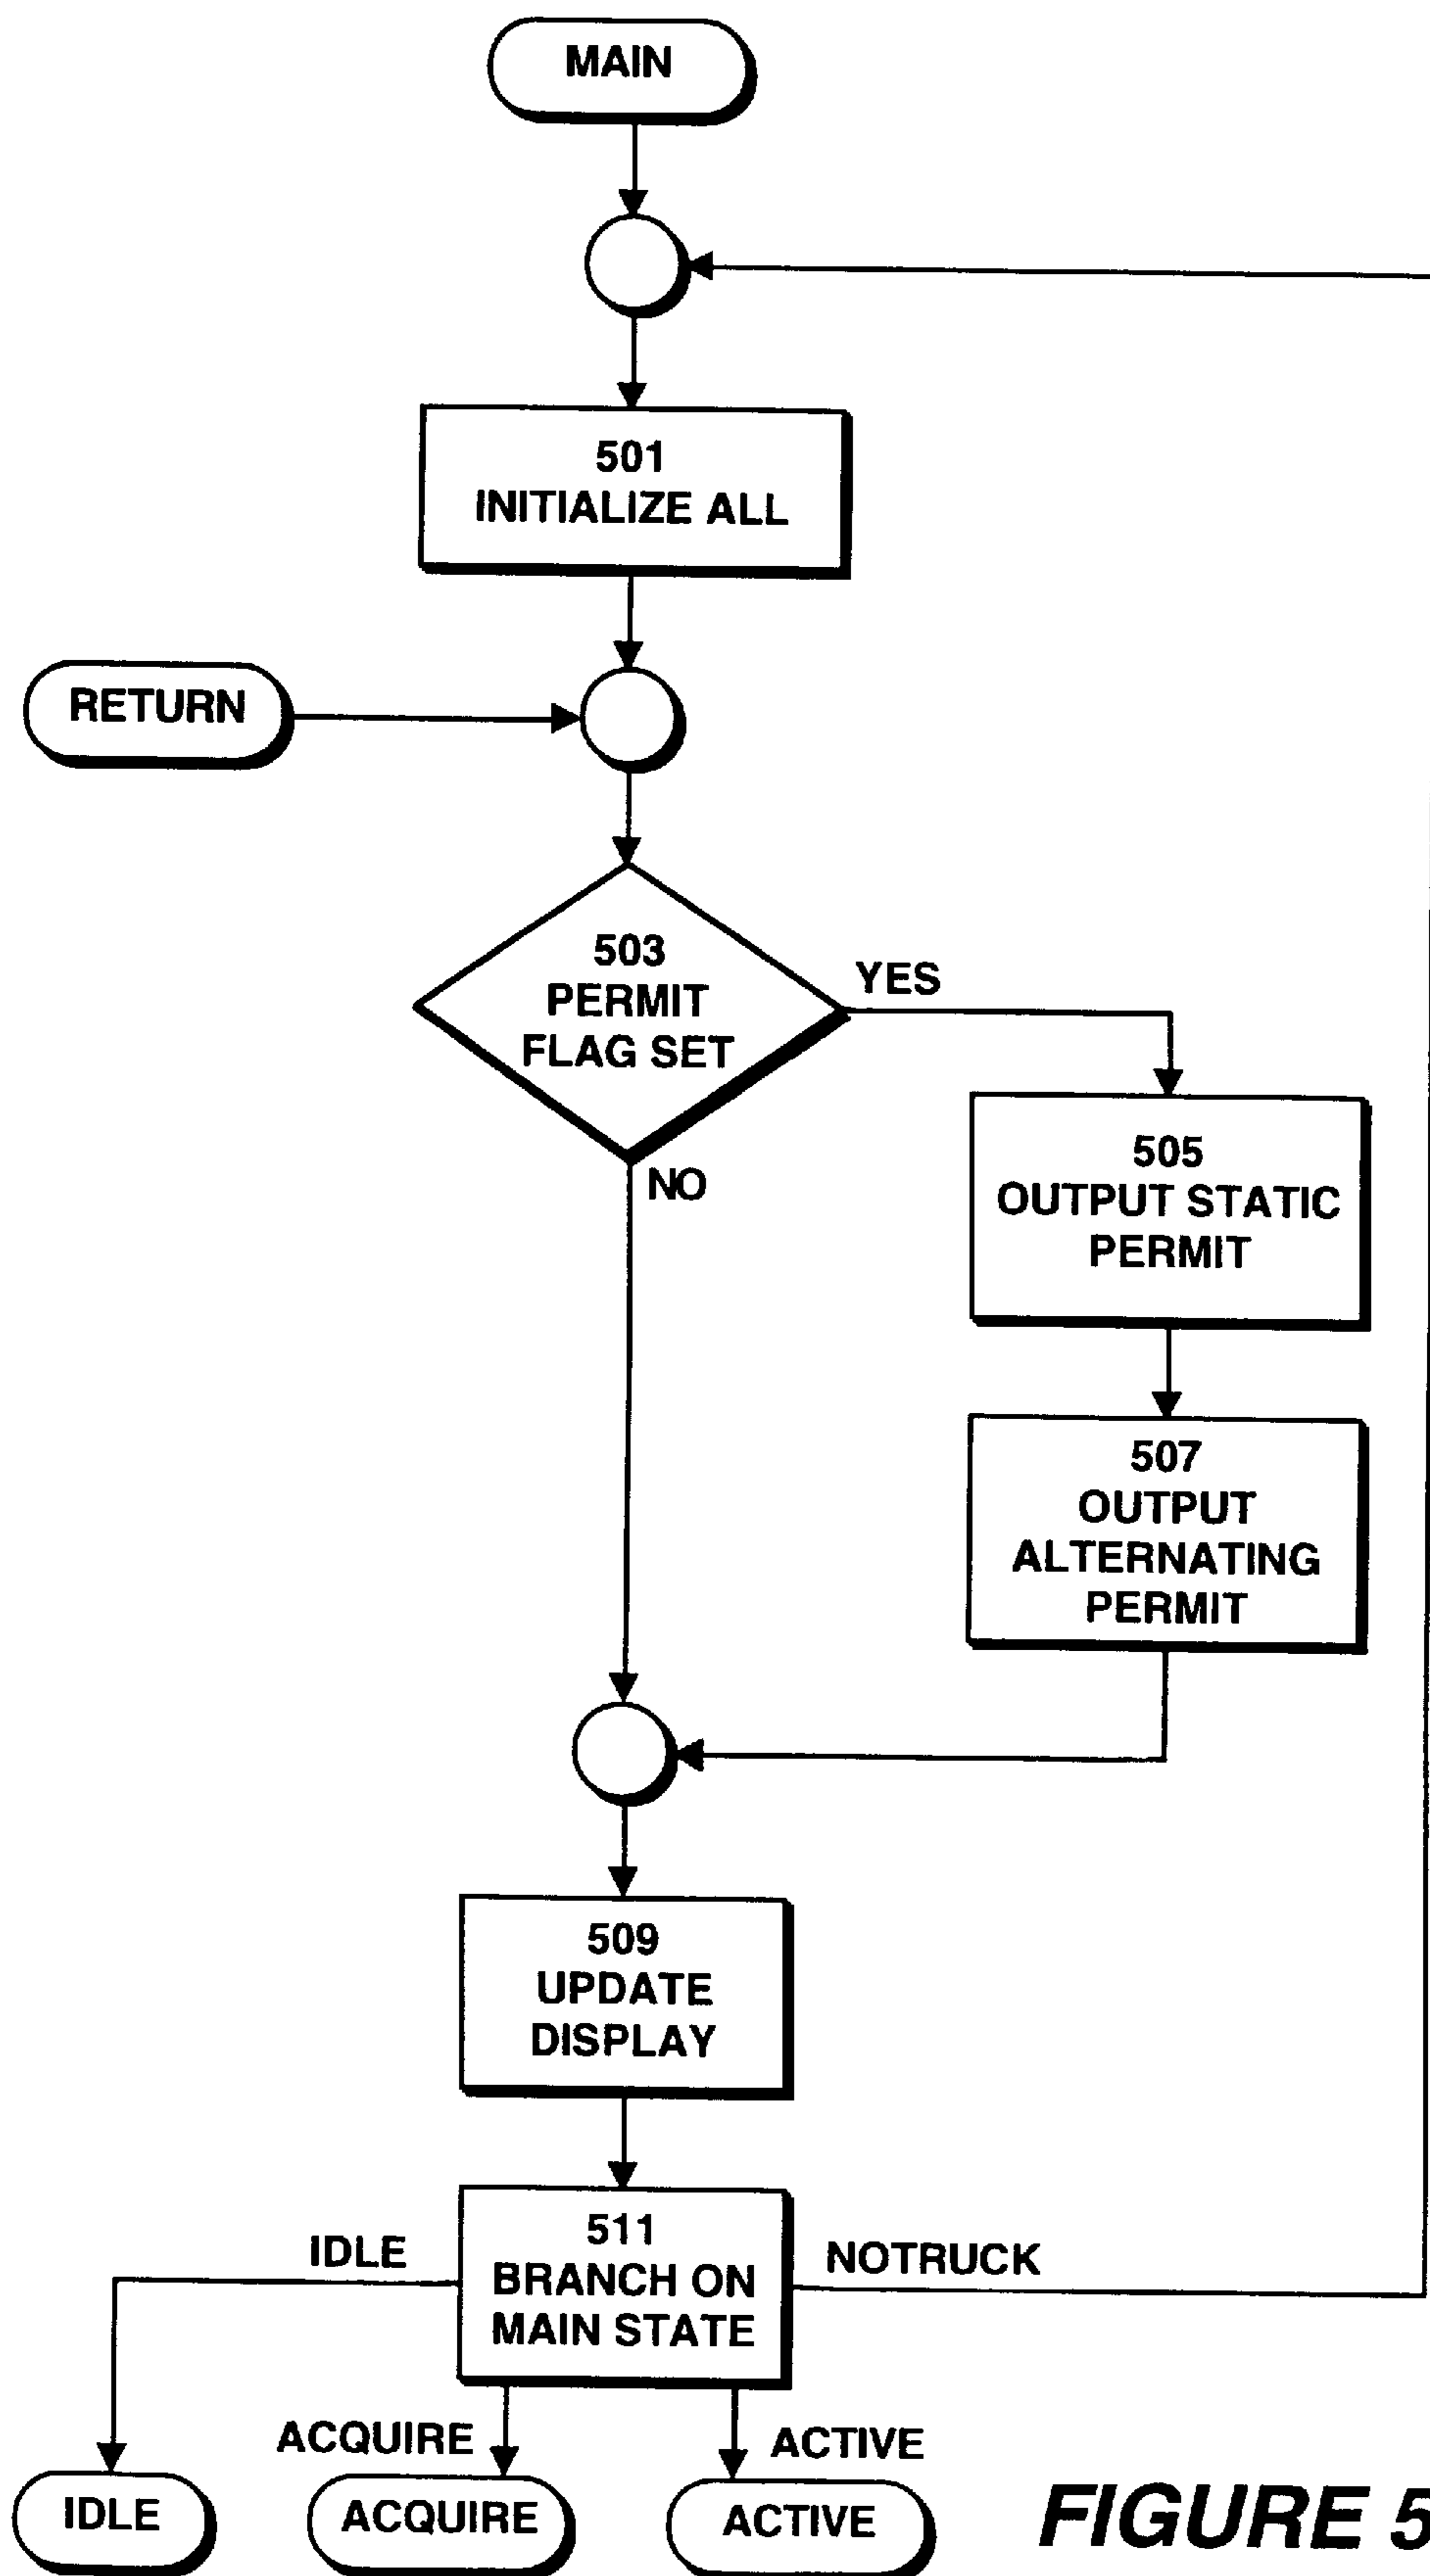 MAIN
501
INITIALIZE ALL
RETURN
503
PERMIT
FLAG SET
YES
NO
505
OUTPUT STATIC
PERMIT
507
OUTPUT
ALTERNATING
PERMIT
509
UPDATE
DISPLAY
511
BRANCH ON
MAIN STATE
IDLE
NOTRUCK
ACQUIRE
ACTIVE
IDLE
ACQUIRE
ACTIVE
FIGURE 5